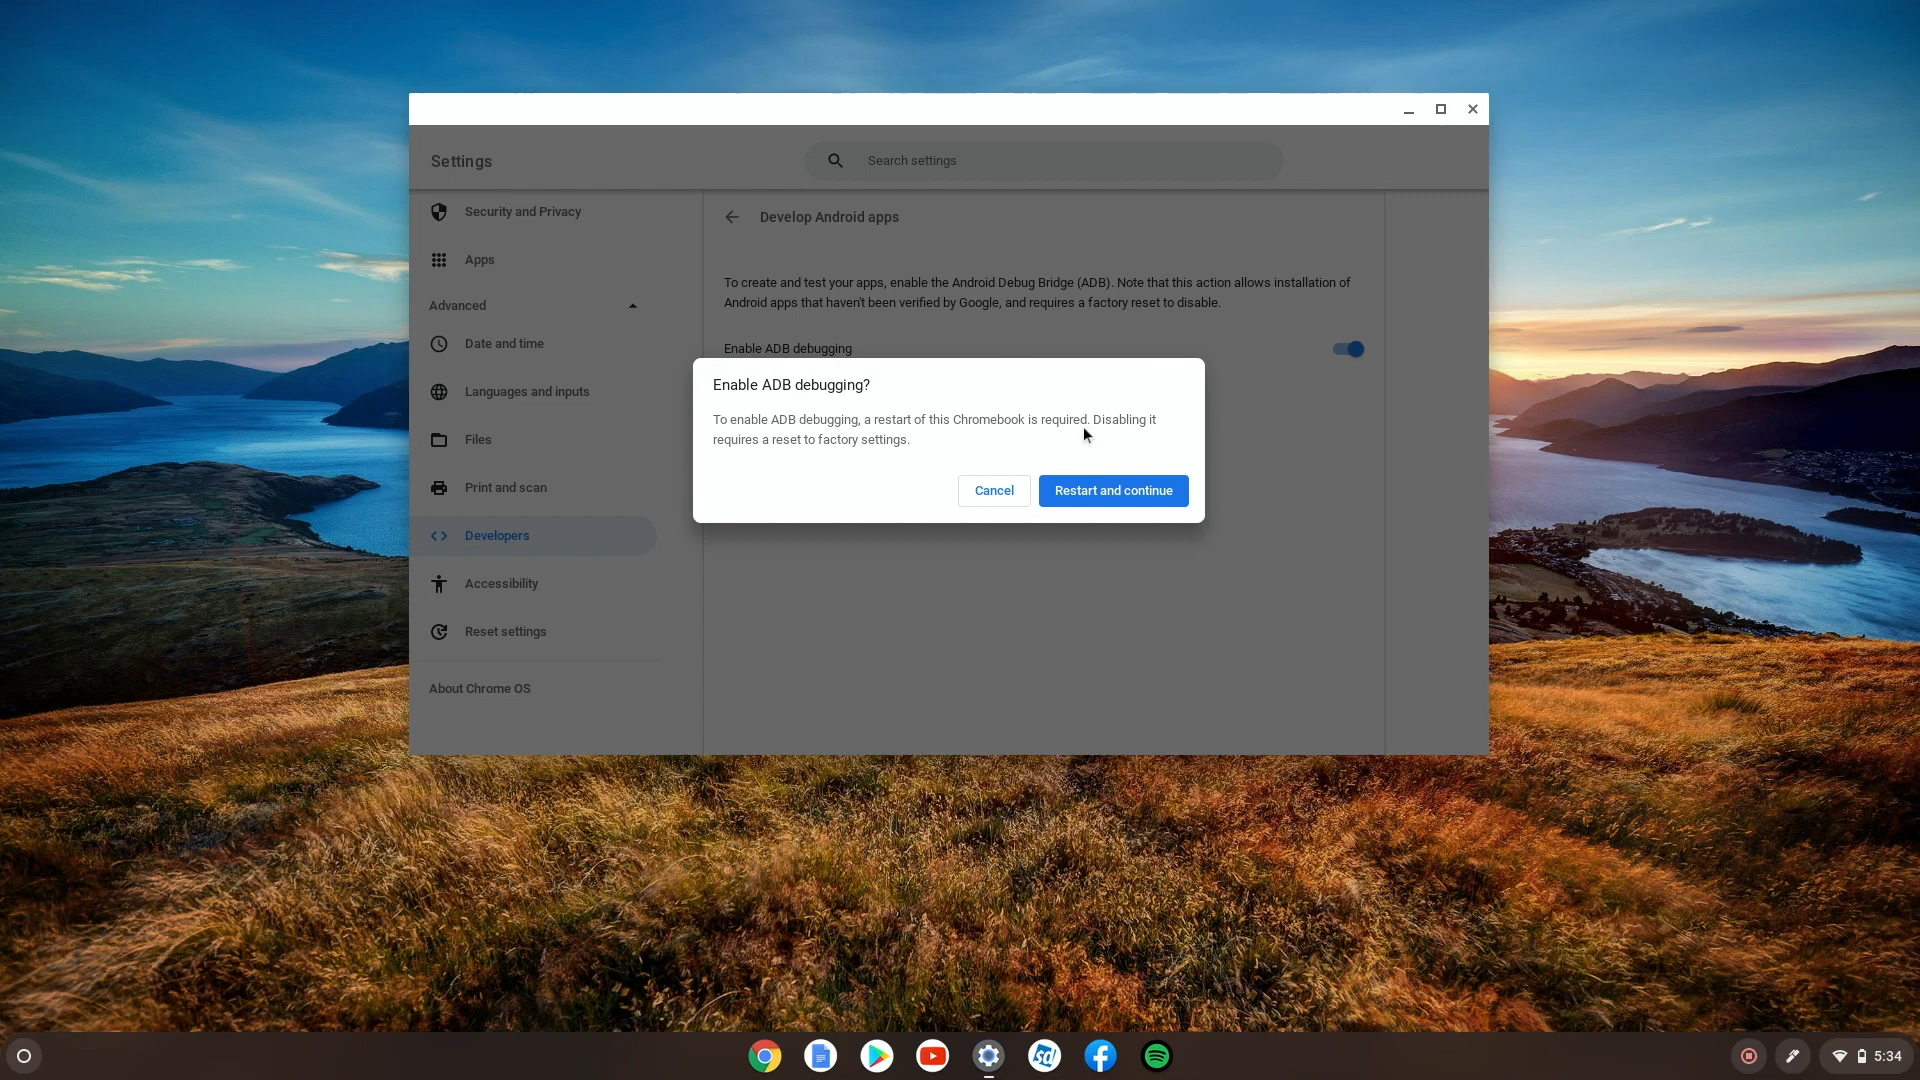 Settings
Search settings
Security and Privacy
Apps
Advanced
Date and time
Languages and inputs
Files
Print and scan
Developers
Accessibility
Reset settings
About Chrome OS
Develop Android apps
To create and test your apps, enable the Android Debug Bridge (ADB). Note that this action allows installation of
Android apps that haven't been verified by Google, and requires a factory reset to disable.
Enable ADB debugging
Enable ADB debugging?
To enable ADB debugging, a restart of this Chromebook is required. Disabling it
requires a reset to factory settings.
Cancel
Restart and continue
sd
5:34